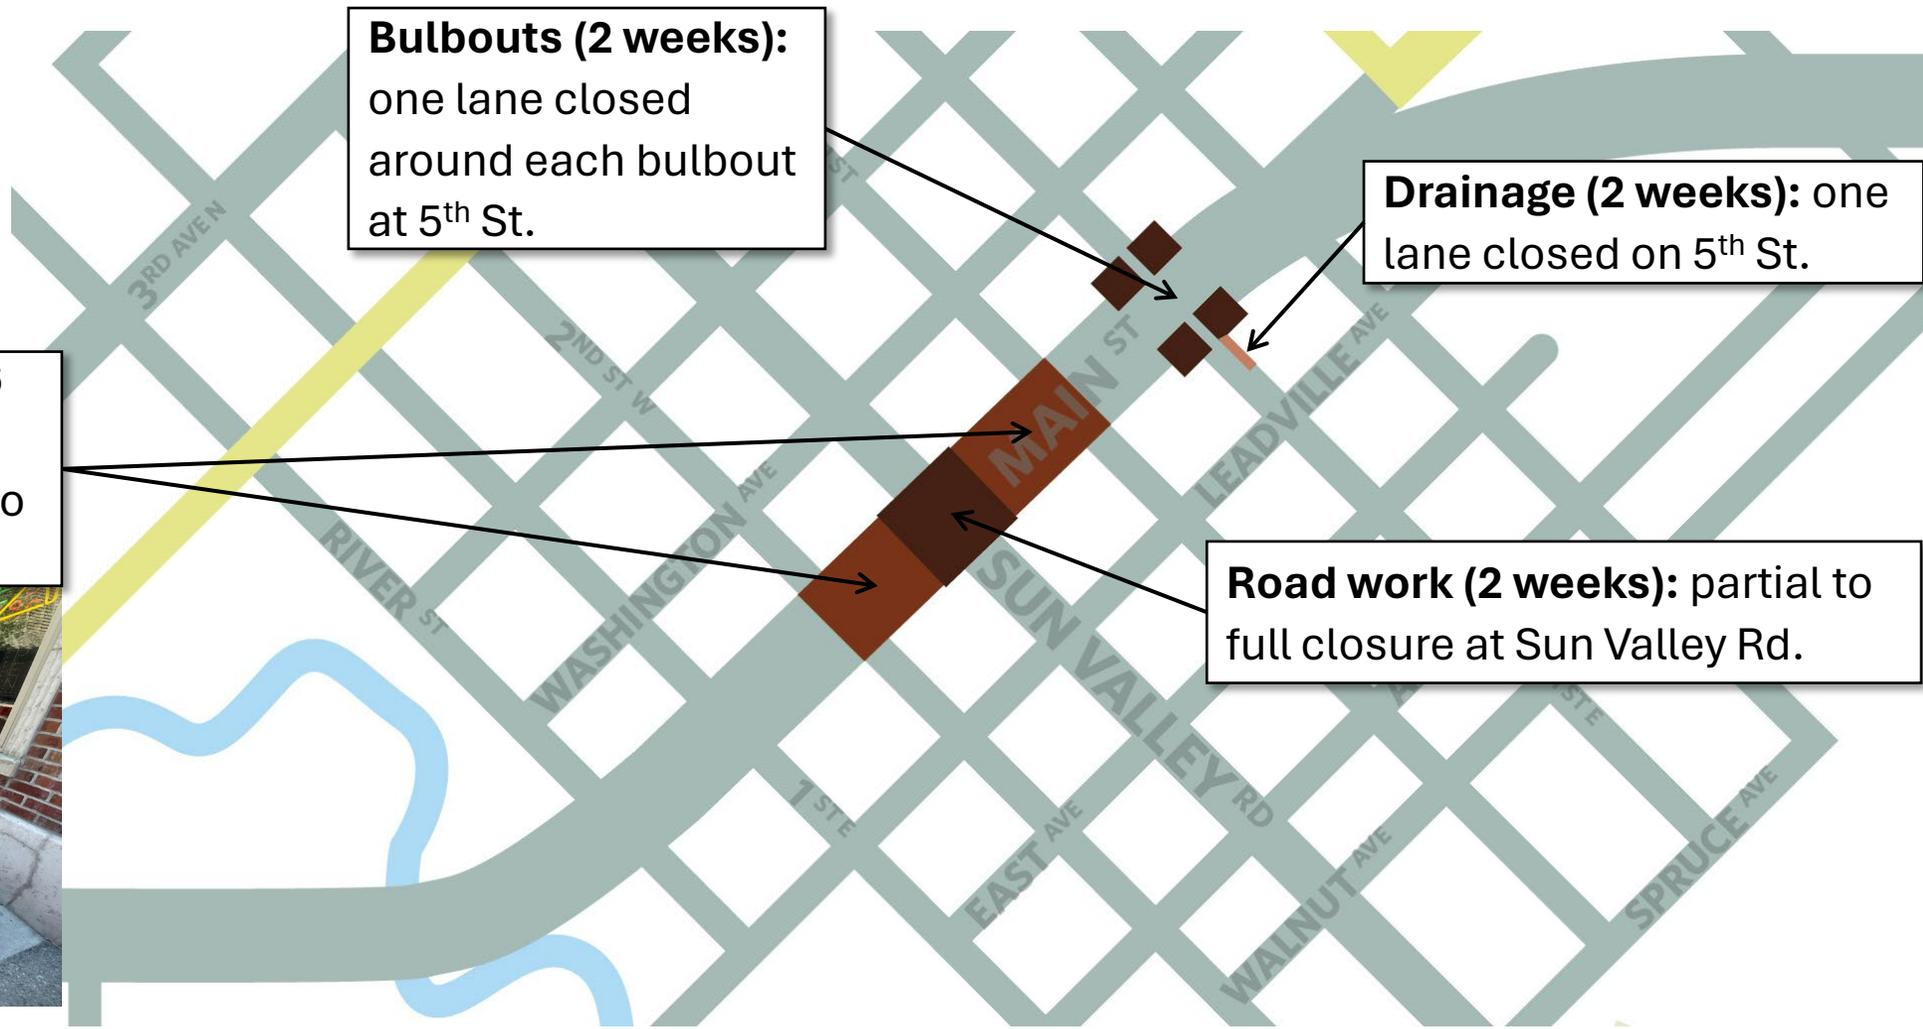 Bulbouts (2 weeks):
one lane closed
around each bulbout
at 5th St.
Drainage (2 weeks): one
lane closed on 5th St.
Road work (2 weeks): partial to
full closure at Sun Valley Rd.
3RD AVE N
2ND ST W
ST
MAIN ST
LEADVILLE AVE
RIVER ST
WASHINGTON AVE
SUN VALLEY RD
1 ST E
EAST AVE
WALNUT AVE
ST E
SPRUCE AVE